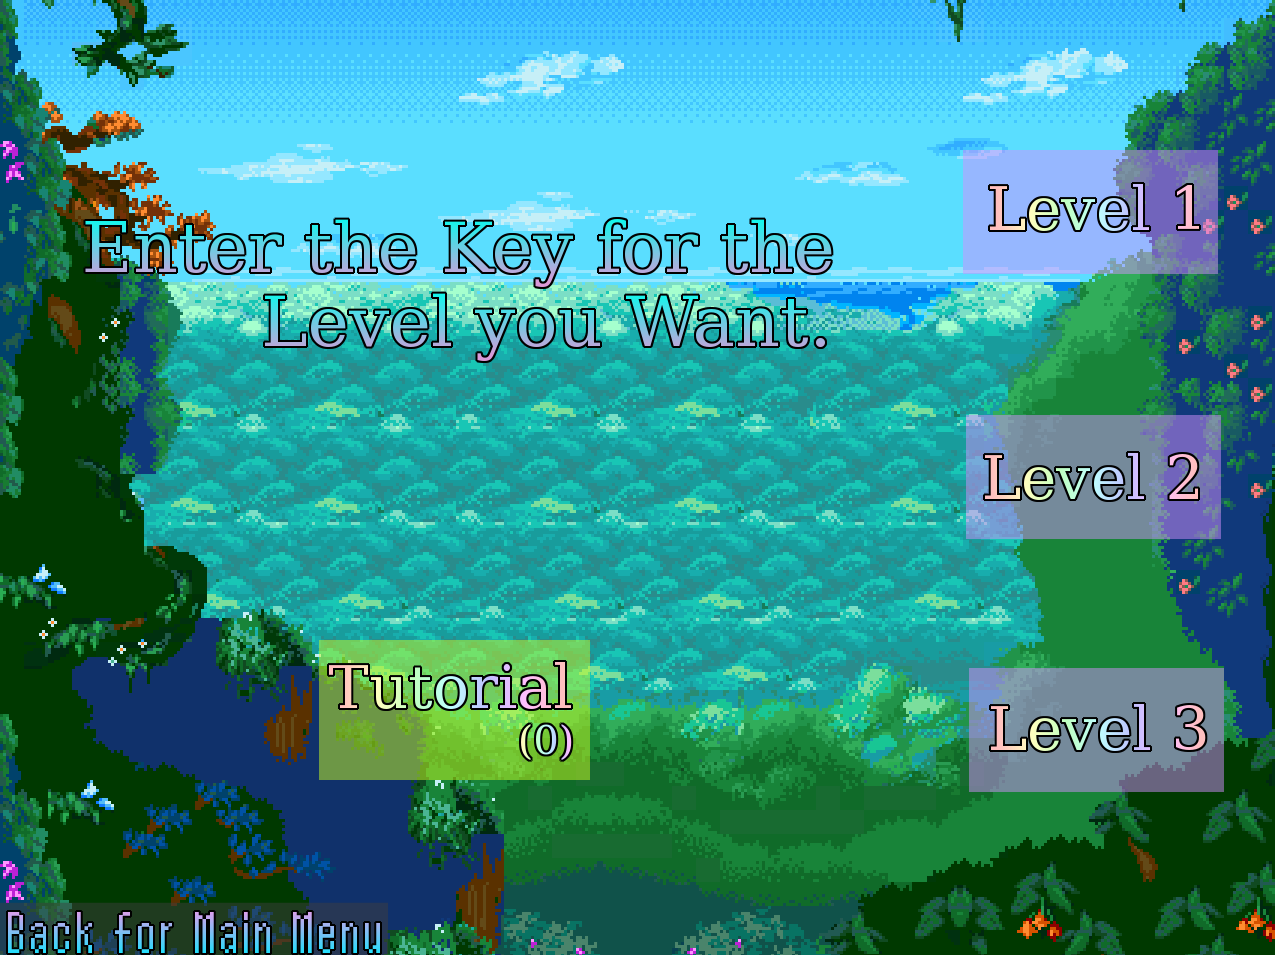 Enter the Key for the
Level you Want.
Level 1
Level 2
Level 3
Tutorial
(0)
Back for Main Menu